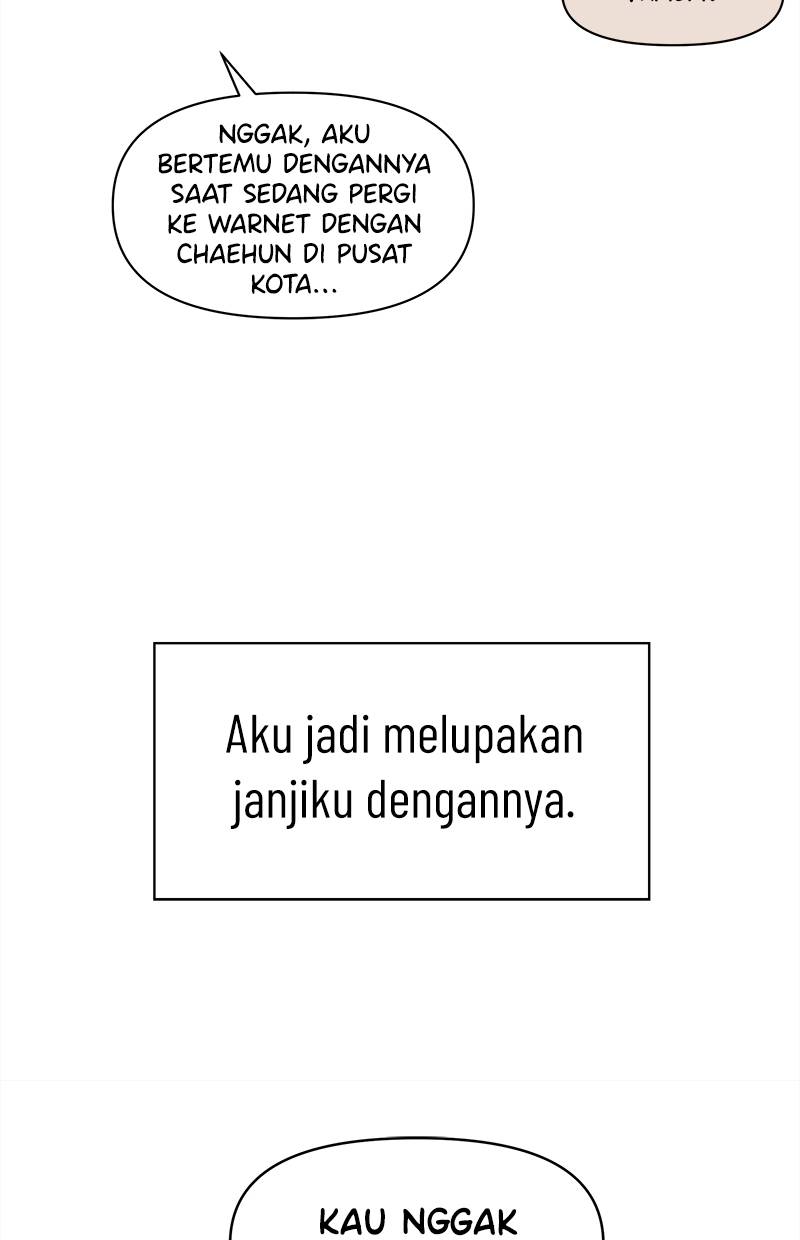 NGGAK, AKU
BERTEMU DENGANNYA
SAAT SEDANG PERGI
KE WARNET DENGAN
CHAEHUN DI PUSAT
KOTA...
Aku jadi melupakan
janjiku dengannya.
KAU NGGAK